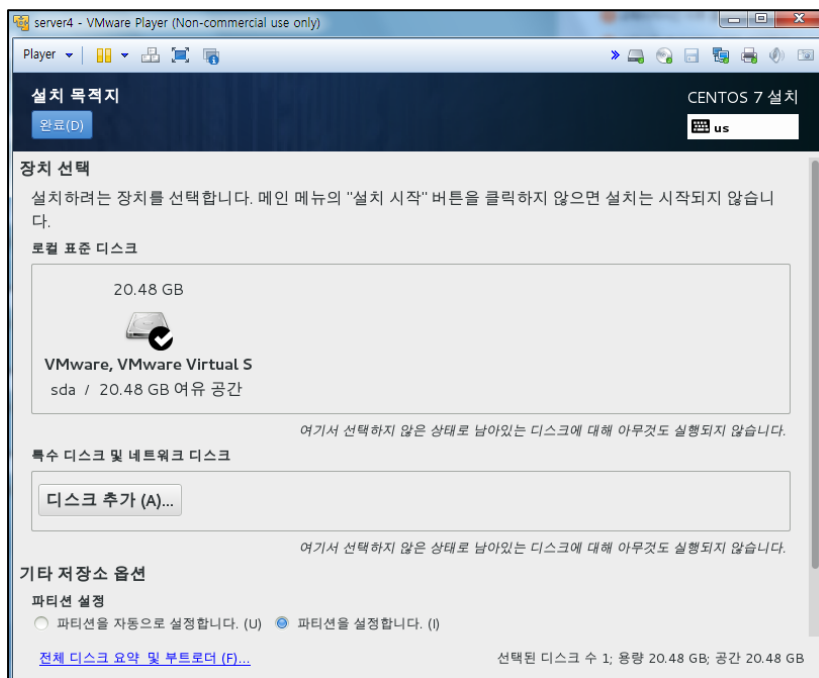 server4 - VMware Player (Non-commercial use only)
Player
설치 목적지
CENTOS 7 설치
완료(D)
us
장치 선택
설치하려는 장치를 선택합니다. 메인 메뉴의 "설치 시작" 버튼을 클릭하지 않으면 설치는 시작되지 않습니
다.
로컬 표준 디스크
20.48 GB
VMware, VMware Virtual S
sda / 20.48 GB 여유 공간
여기서 선택하지 않은 상태로 남아있는 디스크에 대해 아무것도 실행되지 않습니다.
특수 디스크 및 네트워크 디스크
디스크 추가 (A)...
여기서 선택하지 않은 상태로 남아있는 디스크에 대해 아무것도 실행되지 않습니다.
기타 저장소 옵션
파티션 설정
파티션을 자동으로 설정합니다. (U) 파티션을 설정합니다. (I)
전체 디스크 요약 및 부트로더 (F)...
선택된 디스크 수 1; 용량 20.48 GB; 공간 20.48 GB